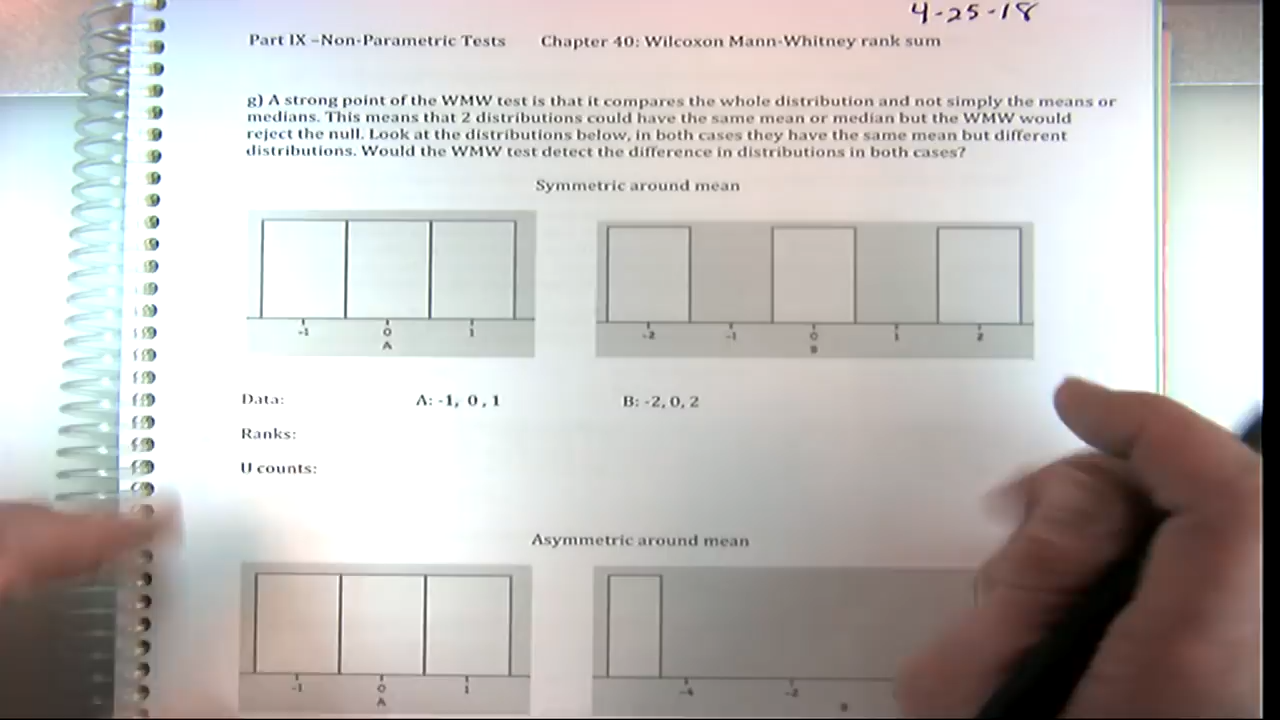 4-25-18
Part IX –Non-Parametric Tests Chapter 40: Wilcoxon Mann-Whitney rank sum
g) A strong point of the WMW test is that it compares the whole distribution and not simply the means or
medians. This means that 2 distributions could have the same mean or median but the WMW would
reject the null. Look at the distributions below, in both cases they have the same mean but different
distributions. Would the WMW test detect the difference in distributions in both cases?
Symmetric around mean
-1 0 1
A
-2 -1 0 1 2
B
Data: A: -1, 0 , 1 B: -2, 0, 2
Ranks:
U counts:
Asymmetric around mean
-1 0 1
A
-4 -2
B